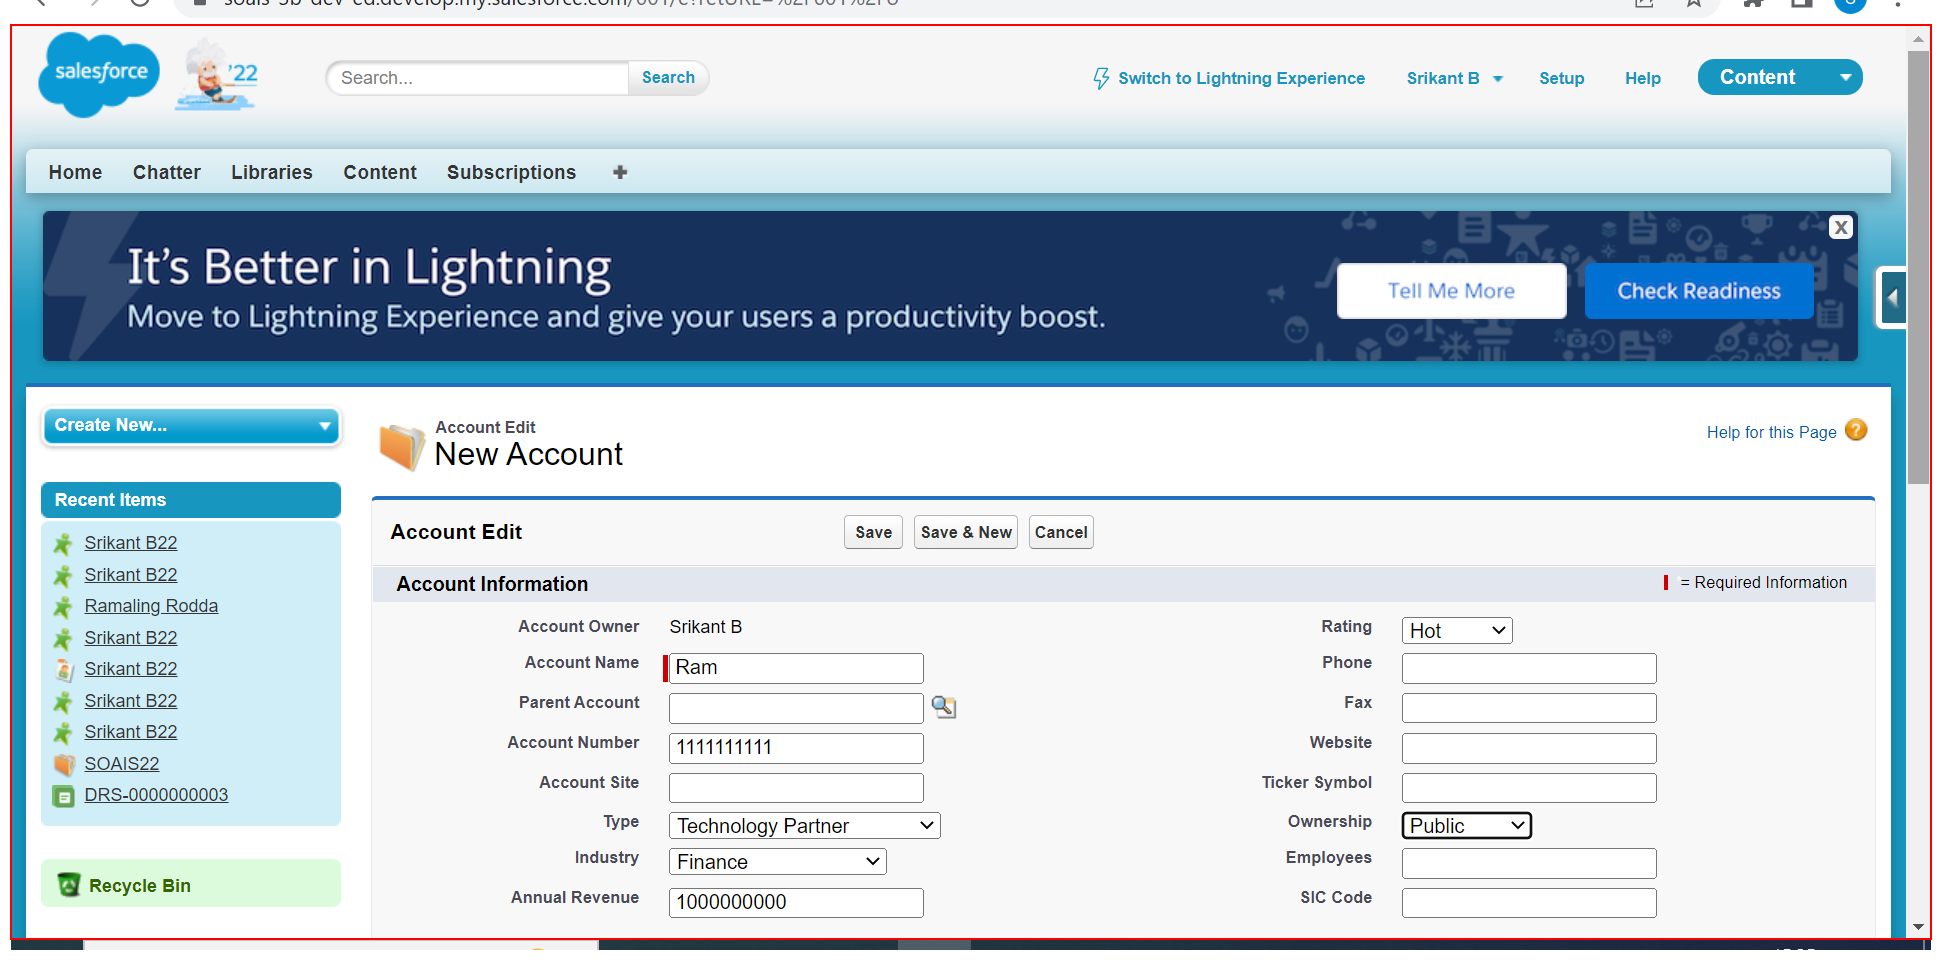 salesforce
'22
Search...
Search
Switch to Lightning Experience
Srikant B
Setup
Help
Content
Home
Chatter
Libraries
Content
Subscriptions
It's Better in Lightning
Move to Lightning Experience and give your users a productivity boost.
Tell Me More
Check Readiness
X
Create New...
Account Edit
New Account
Help for this Page
?
Recent Items
Srikant B22
Srikant B22
Ramaling Rodda
Srikant B22
Srikant B22
Srikant B22
Srikant B22
SOAIS22
DRS-0000000003
Recycle Bin
Account Edit
Save
Save & New
Cancel
Account Information
= Required Information
Account Owner Srikant B
Rating Hot
Account Name Ram
Phone
Parent Account
Fax
Account Number 1111111111
Website
Account Site
Ticker Symbol
Type Technology Partner
Ownership Public
Industry Finance
Employees
Annual Revenue 1000000000
SIC Code